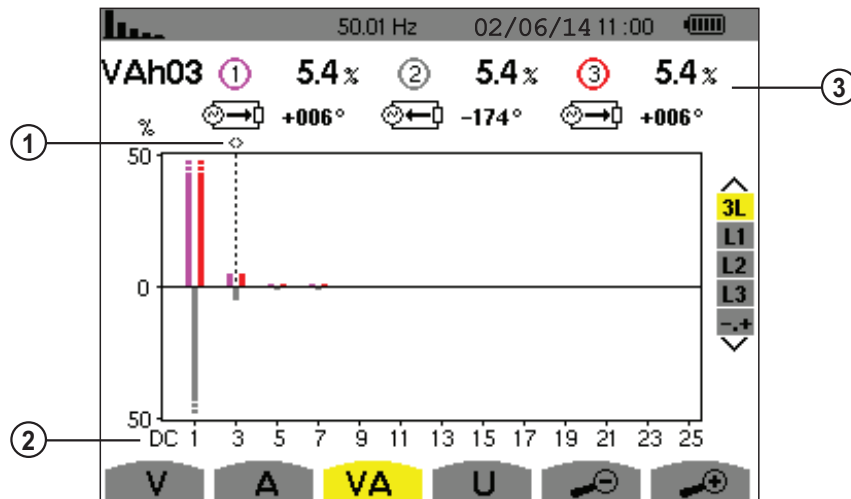 50.01 Hz 02/06/14 11:00
VAh03 1 5.4 % 2 5.4 % 3 5.4 %
+006° -174° +006°
3
%
1
50
3L
L1
L2
L3
-.+
0
50
2
DC 1 3 5 7 9 11 13 15 17 19 21 23 25
V A VA U